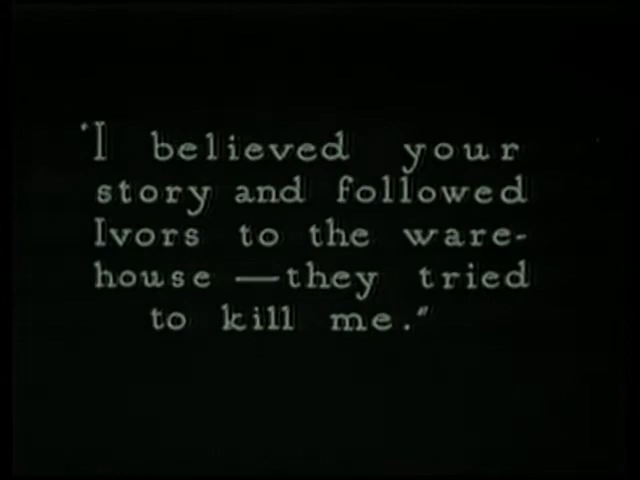 "I believed your
story and followed
Ivors to the ware-
house — they tried
to kill me."